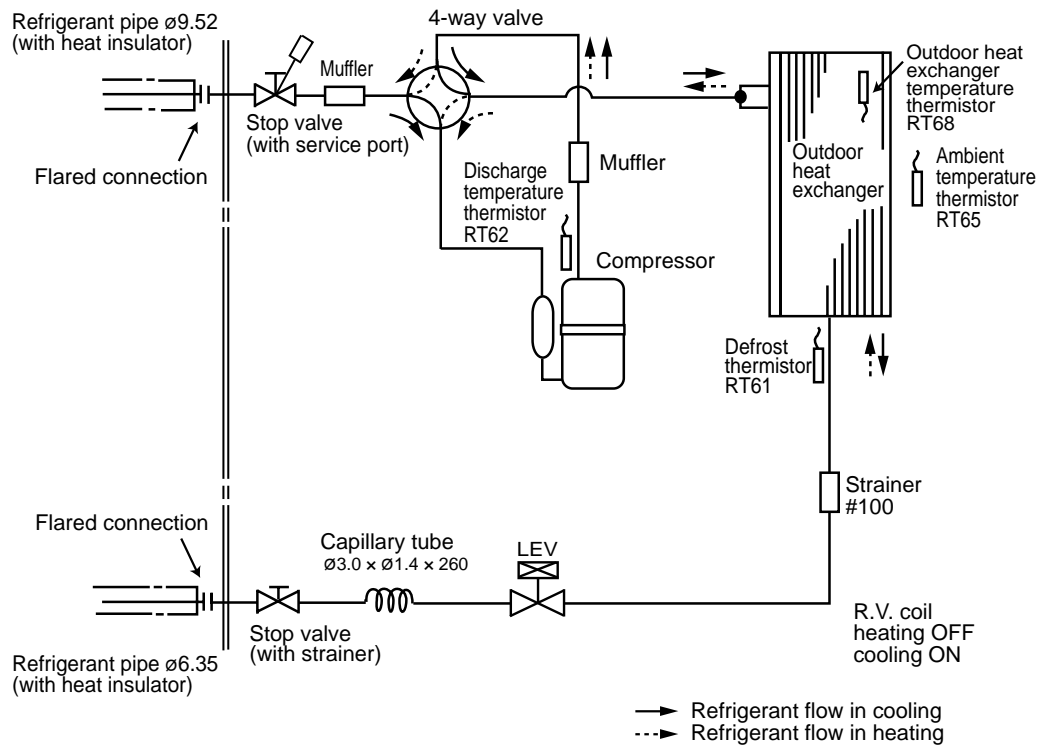 Refrigerant pipe ø9.52
(with heat insulator)
4-way valve
Muffler
Stop valve
(with service port)
Flared connection
Outdoor heat
exchanger
temperature
thermistor
RT68
Outdoor
heat
exchanger
Ambient
temperature
thermistor
RT65
Discharge
temperature
thermistor
RT62
Muffler
Compressor
Defrost
thermistor
RT61
Strainer
#100
Flared connection
Capillary tube
Ø3.0 × Ø1.4 × 260
LEV
Stop valve
(with strainer)
Refrigerant pipe ø6.35
(with heat insulator)
R.V. coil
heating OFF
cooling ON
Refrigerant flow in cooling
Refrigerant flow in heating